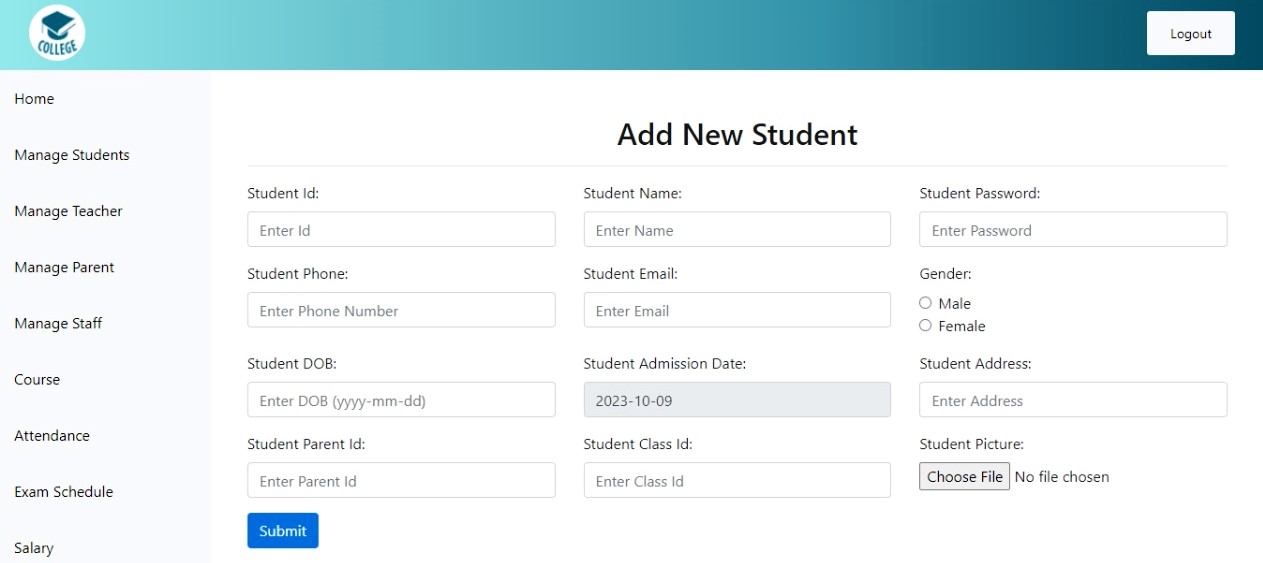 COLLEGE
Logout
Home
Manage Students
Manage Teacher
Manage Parent
Manage Staff
Course
Attendance
Exam Schedule
Salary
Add New Student
Student Id: Student Name: Student Password:
Enter Id Enter Name Enter Password
Student Phone: Student Email: Gender:
Enter Phone Number Enter Email Male
Female
Student DOB: Student Admission Date: Student Address:
Enter DOB (yyyy-mm-dd) 2023-10-09 Enter Address
Student Parent Id: Student Class Id: Student Picture:
Enter Parent Id Enter Class Id Choose File No file chosen
Submit